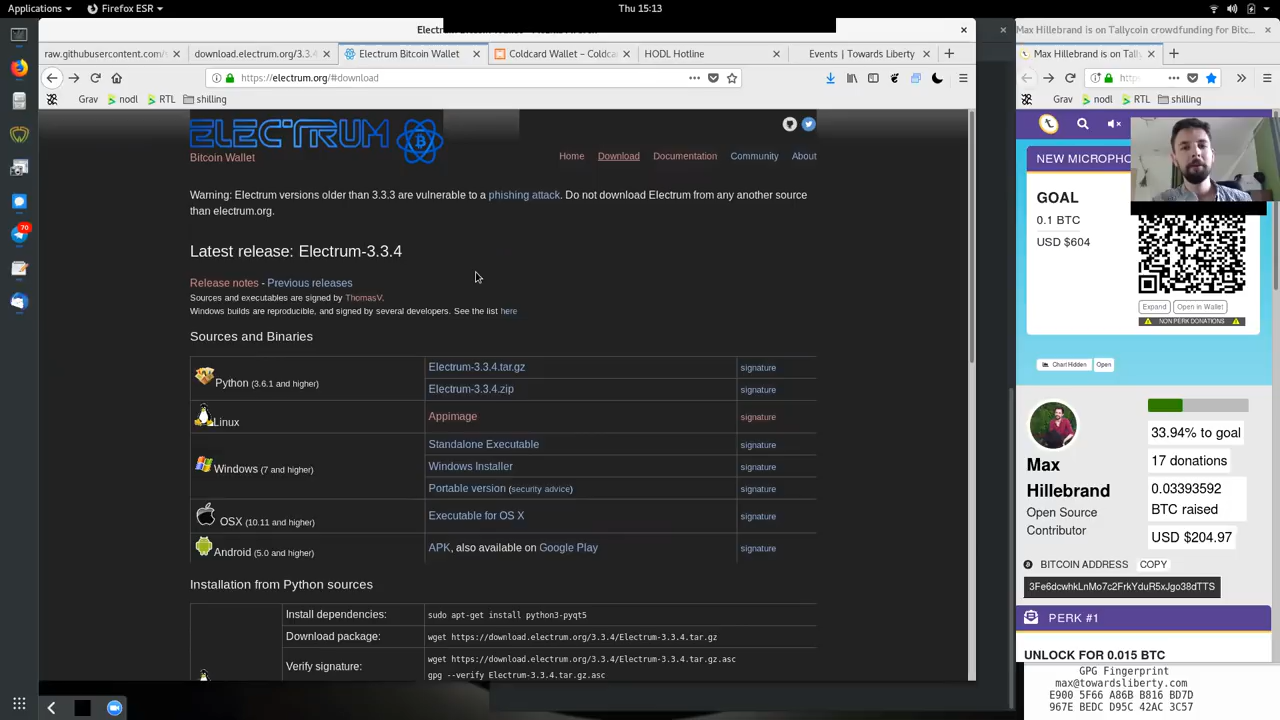 Applications
Firefox ESR
Thu 15:13
Elect
Max Hillebrand is on Tallycoin crowdfunding for Bitc...
raw.githubusercontent.com/s
download.electrum.org/3.3.4
Electrum Bitcoin Wallet
Coldcard Wallet – Coldca
HODL Hotline
Events | Towards Liberty
Max Hillebrand is on Tall
https://electrum.org/#download
http
Grav
nodl
RTL
shilling
Grav
nodl
RTL
shilling
ELECTRUM
Bitcoin Wallet
Home
Download
Documentation
Community
About
Warning: Electrum versions older than 3.3.3 are vulnerable to a phishing attack. Do not download Electrum from any another source
than electrum.org.
Latest release: Electrum-3.3.4
Release notes - Previous releases
Sources and executables are signed by ThomasV.
Windows builds are reproducible, and signed by several developers. See the list here
Sources and Binaries
Python (3.6.1 and higher)
Electrum-3.3.4.tar.gz
signature
Electrum-3.3.4.zip
signature
Linux
Appimage
signature
Windows (7 and higher)
Standalone Executable
signature
Windows Installer
signature
Portable version (security advice)
signature
OSX (10.11 and higher)
Executable for OS X
signature
Android (5.0 and higher)
APK, also available on Google Play
signature
Installation from Python sources
Install dependencies:
sudo apt-get install python3-pyqt5
Download package:
wget https://download.electrum.org/3.3.4/Electrum-3.3.4.tar.gz
Verify signature:
wget https://download.electrum.org/3.3.4/Electrum-3.3.4.tar.gz.asc
gpg --verify Electrum-3.3.4.tar.gz.asc
70
NEW MICROPHO
GOAL
0.1 BTC
USD $604
Expand
Open in Wallet
NON PERK DONATIONS
Chart Hidden
Open
Max
Hillebrand
Open Source
Contributor
33.94% to goal
17 donations
0.03393592
BTC raised
USD $204.97
BITCOIN ADDRESS
COPY
3Fe6dcwhkLnMo7c2FrkYduR5xJgo38dTTS
PERK #1
UNLOCK FOR 0.015 BTC
GPG Fingerprint
max@towardsliberty.com
E900 5F66 A86B B816 BD7D
967E BEDC D95C 42AC 3C57